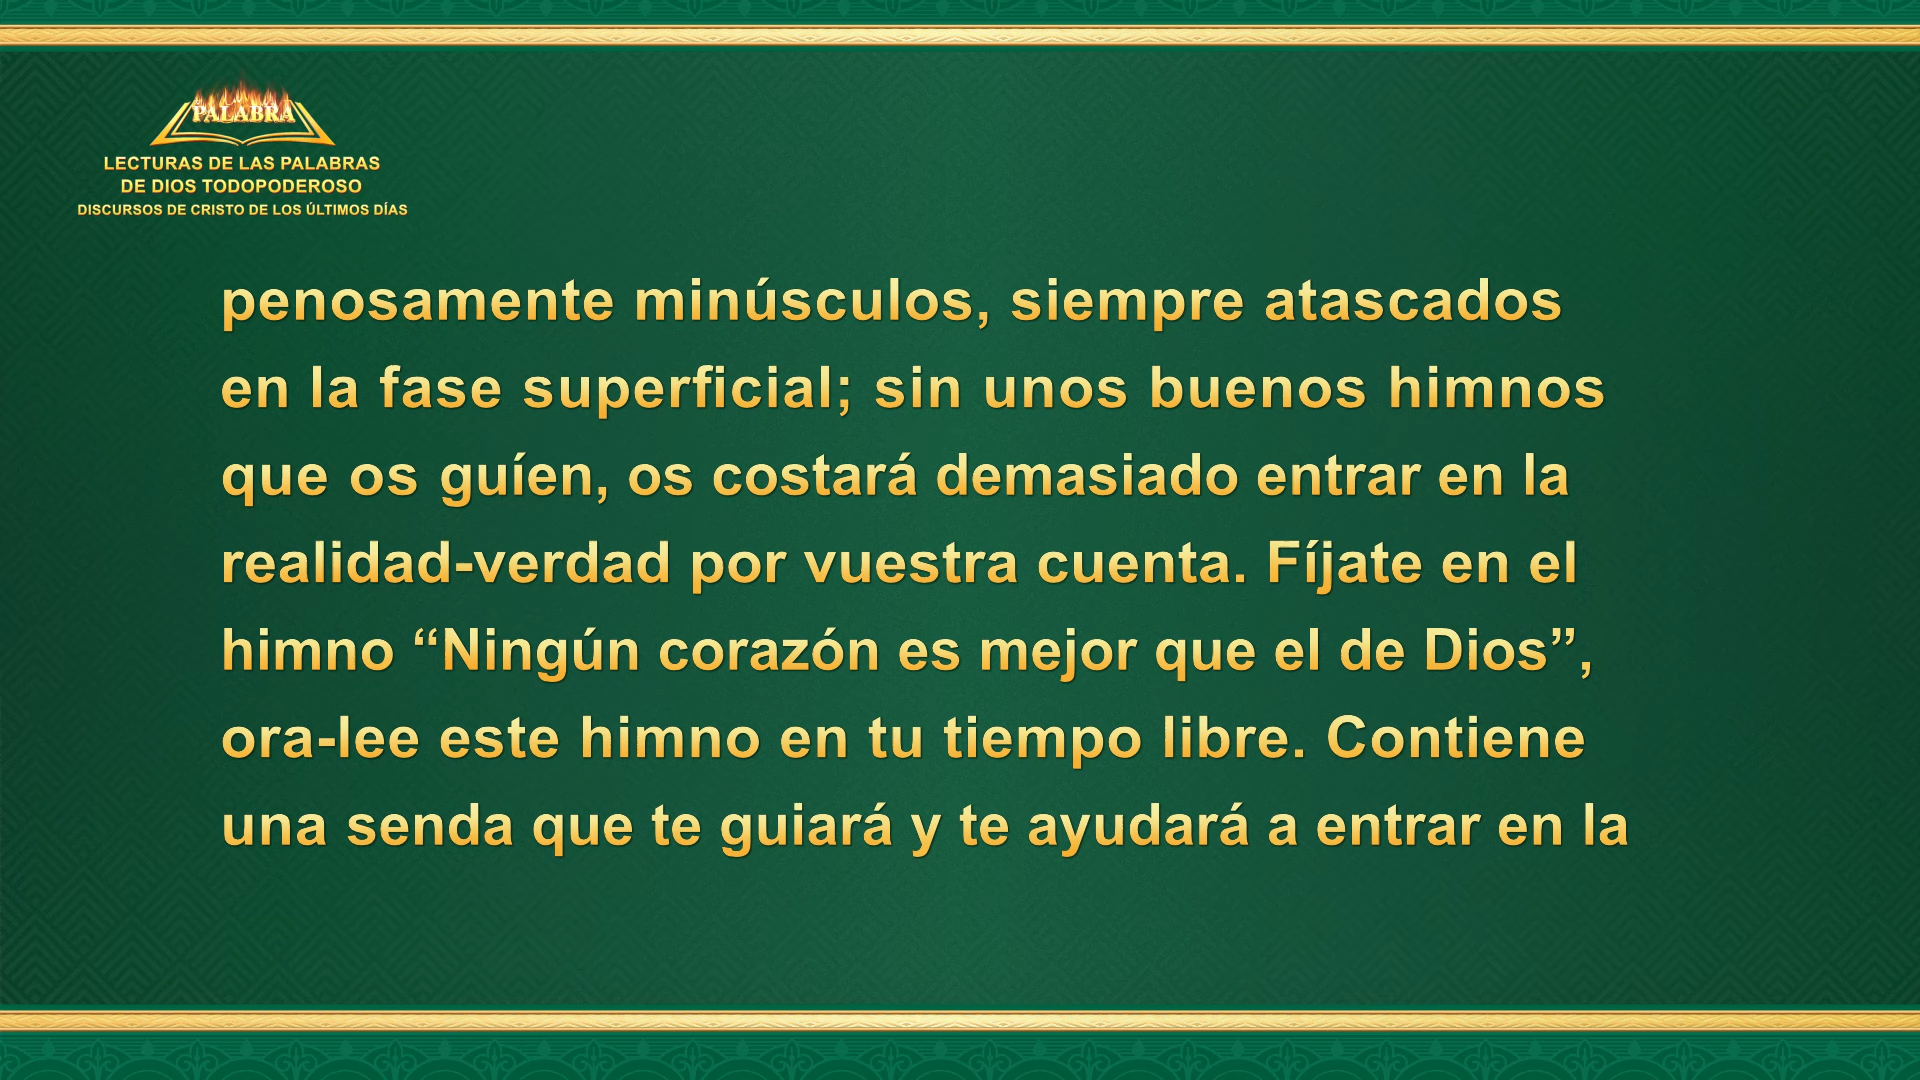 PALABRA
LECTURAS DE LAS PALABRAS
DE DIOS TODOPODEROSO
DISCURSOS DE CRISTO DE LOS ÚLTIMOS DÍAS
penosamente minúsculos, siempre atascados
en la fase superficial; sin unos buenos himnos
que os guíen, os costará demasiado entrar en la
realidad-verdad por vuestra cuenta. Fíjate en el
himno “Ningún corazón es mejor que el de Dios”,
ora-lee este himno en tu tiempo libre. Contiene
una senda que te guiará y te ayudará a entrar en la